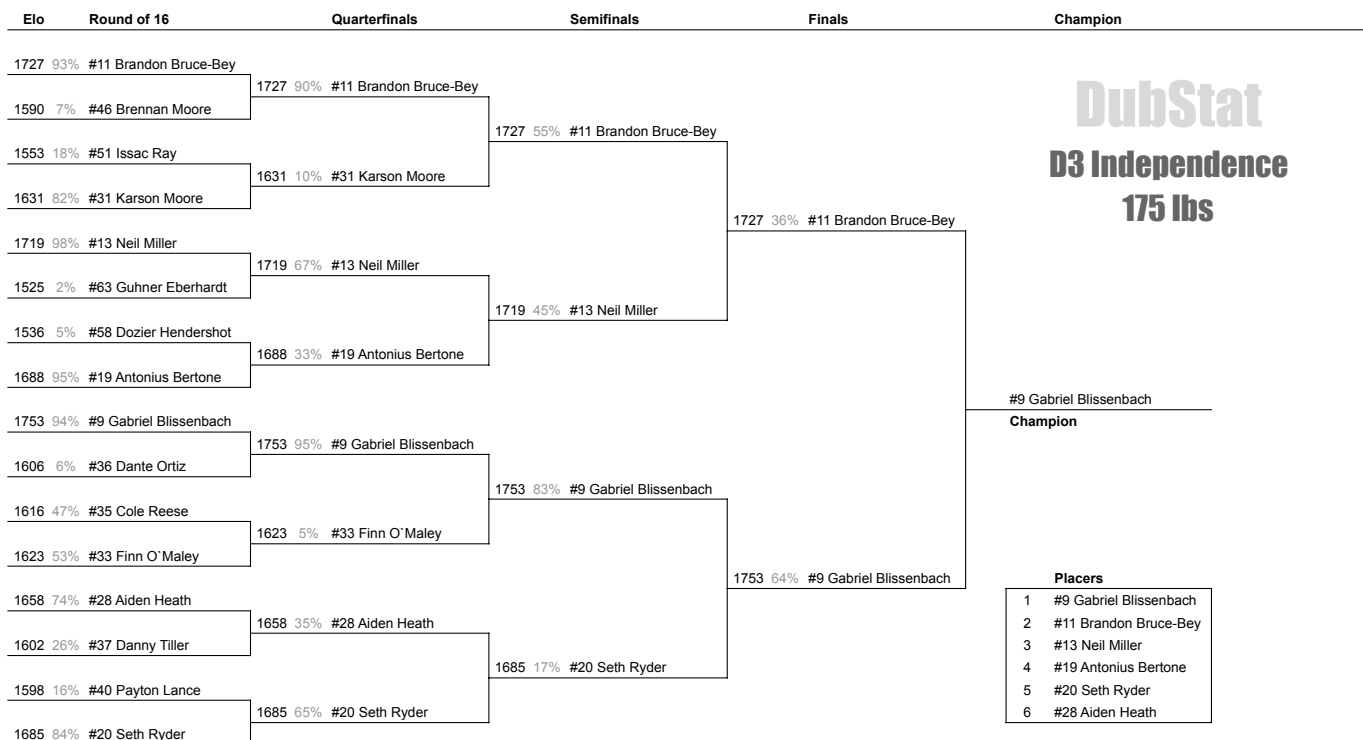 Elo Round of 16 Quarterfinals Semifinals Finals Champion
1727 93% #11 Brandon Bruce-Bey
1727 90% #11 Brandon Bruce-Bey
1590 7% #46 Brennan Moore
DubStat
1727 55% #11 Brandon Bruce-Bey
1553 18% #51 Issac Ray
D3 Independence
1631 10% #31 Karson Moore
1631 82% #31 Karson Moore
175 lbs
1727 36% #11 Brandon Bruce-Bey
1719 98% #13 Neil Miller
1719 67% #13 Neil Miller
1525 2% #63 Guhner Eberhardt
1719 45% #13 Neil Miller
1536 5% #58 Dozier Hendershot
1688 33% #19 Antonius Bertone
1688 95% #19 Antonius Bertone
#9 Gabriel Blissenbach
Champion
1753 94% #9 Gabriel Blissenbach
1753 95% #9 Gabriel Blissenbach
1606 6% #36 Dante Ortiz
1753 83% #9 Gabriel Blissenbach
1616 47% #35 Cole Reese
1623 5% #33 Finn O`Maley
1623 53% #33 Finn O`Maley
1753 64% #9 Gabriel Blissenbach
Placers
1658 74% #28 Aiden Heath
1 #9 Gabriel Blissenbach
1658 35% #28 Aiden Heath
2 #11 Brandon Bruce-Bey
1602 26% #37 Danny Tiller
3 #13 Neil Miller
1685 17% #20 Seth Ryder
4 #19 Antonius Bertone
1598 16% #40 Payton Lance
5 #20 Seth Ryder
1685 65% #20 Seth Ryder
6 #28 Aiden Heath
1685 84% #20 Seth Ryder